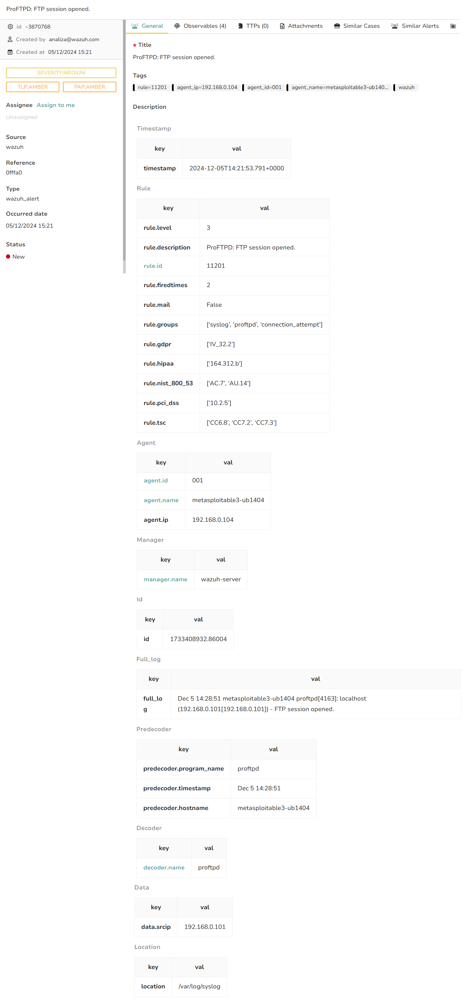 ProFTPD: FTP session opened.
id ~3870768
Created by analiza@wazuh.com
Created at 05/12/2024 15:21
SEVERITY:MEDIUM
TLP:AMBER PAP:AMBER
Assignee Assign to me
Unassigned
Source
wazuh
Reference
0fffa0
Type
wazuh_alert
Occurred date
05/12/2024 15:21
Status
New
General Observables (4) TTPs (0) Attachments Similar Cases Similar Alerts
* Title
ProFTPD: FTP session opened.
Tags
rule=11201 agent_ip=192.168.0.104 agent_id=001 agent_name=metasploitable3-ub140... wazuh
Description
Timestamp
key val
timestamp 2024-12-05T14:21:53.791+0000
Rule
key val
rule.level 3
rule.description ProFTPD: FTP session opened.
rule.id 11201
rule.firedtimes 2
rule.mail False
rule.groups [‘syslog’, ‘proftpd’, ‘connection_attempt’]
rule.gdpr [‘IV_32.2’]
rule.hipaa [‘164.312.b’]
rule.nist_800_53 [‘AC.7’, ‘AU.14’]
rule.pci_dss [‘10.2.5’]
rule.tsc [‘CC6.8’, ‘CC7.2’, ‘CC7.3’]
Agent
key val
agent.id 001
agent.name metasploitable3-ub1404
agent.ip 192.168.0.104
Manager
key val
manager.name wazuh-server
Id
key val
id 1733408932.86004
Full_log
key val
full_lo Dec 5 14:28:51 metasploitable3-ub1404 proftpd[4163]: localhost
g (192.168.0.101[192.168.0.101]) - FTP session opened.
Predecoder
key val
predecoder.program_name proftpd
predecoder.timestamp Dec 5 14:28:51
predecoder.hostname metasploitable3-ub1404
Decoder
key val
decoder.name proftpd
Data
key val
data.srcip 192.168.0.101
Location
key val
location /var/log/syslog